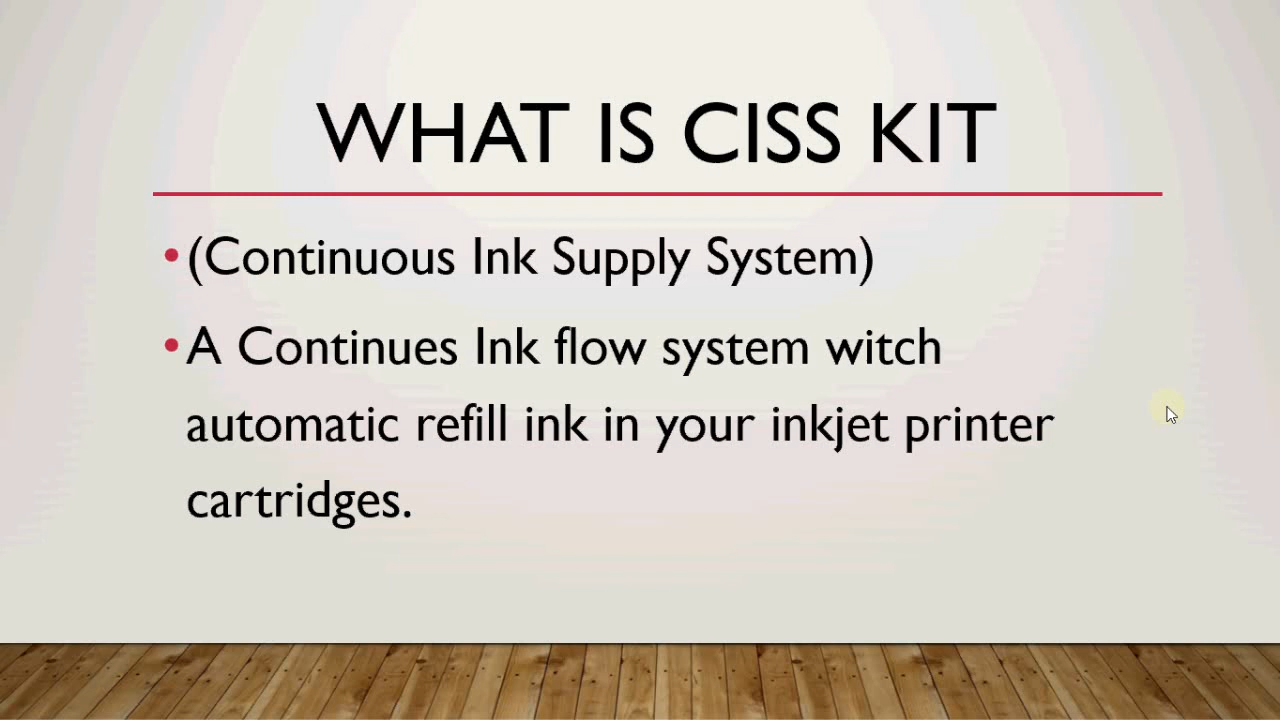 WHAT IS CISS KIT
•(Continuous Ink Supply System)
•A Continues Ink flow system witch
automatic refill ink in your inkjet printer
cartridges.